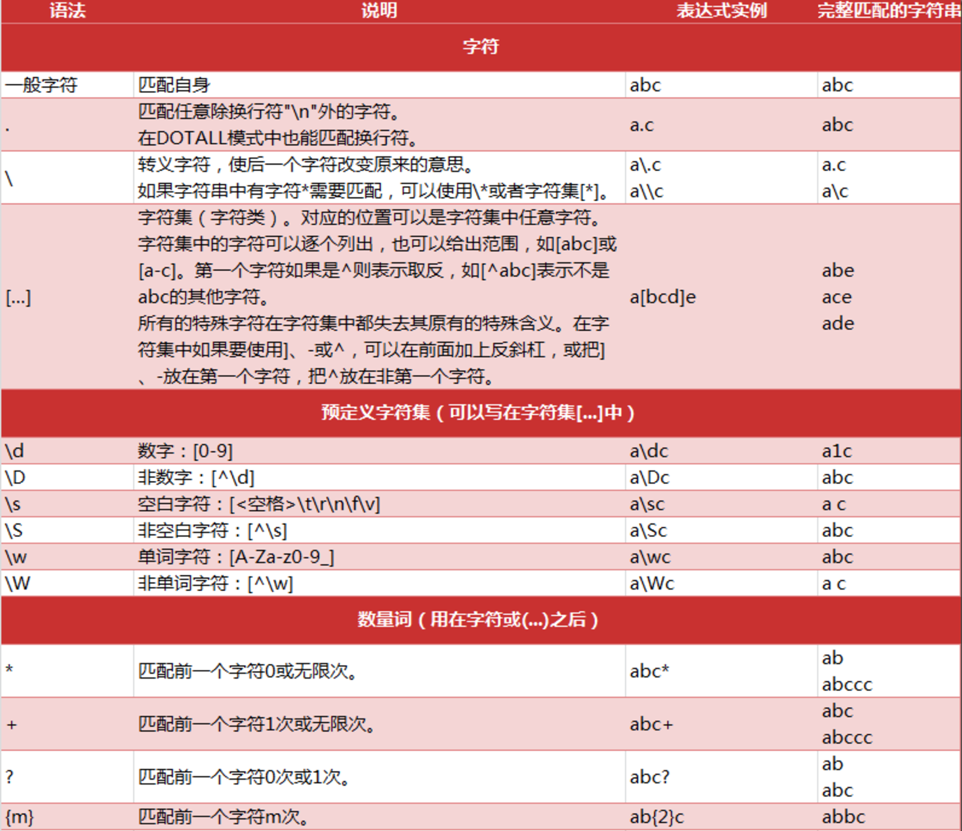 语法 说明 表达式实例 完整匹配的字符串
字符
一般字符 匹配自身 abc abc
. 匹配任意除换行符"\n"外的字符。
在DOTALL模式中也能匹配换行符。 a.c abc
\ 转义字符，使后一个字符改变原来的意思。
如果字符串中有字符*需要匹配，可以使用\*或者字符集[*]。 a\.c
a\\c a.c
a\c
[...] 字符集（字符类）。对应的位置可以是字符集中任意字符。
字符集中的字符可以逐个列出，也可以给出范围，如[abc]或
[a-c]。第一个字符如果是^则表示取反，如[^abc]表示不是
abc的其他字符。
所有的特殊字符在字符集中都失去其原有的特殊含义。在字
符集中如果要使用]、-或^，可以在前面加上反斜杠，或把]
、-放在第一个字符，把^放在非第一个字符。 a[bcd]e abe
ace
ade
预定义字符集（可以写在字符集[...]中）
\d 数字：[0-9] a\dc a1c
\D 非数字：[^\d] a\Dc abc
\s 空白字符：[<空格>\t\r\n\f\v] a\sc a c
\S 非空白字符：[^\s] a\Sc abc
\w 单词字符：[A-Za-z0-9_] a\wc abc
\W 非单词字符：[^\w] a\Wc a c
数量词（用在字符或(...)之后）
* 匹配前一个字符0或无限次。 abc* ab
abccc
+ 匹配前一个字符1次或无限次。 abc+ abc
abccc
? 匹配前一个字符0次或1次。 abc? ab
abc
{m} 匹配前一个字符m次。 ab{2}c abbc